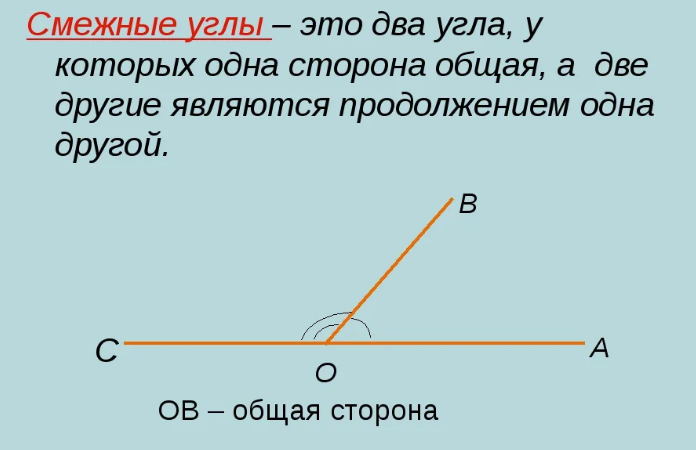 Смежные углы – это два угла, у
которых одна сторона общая, а две
другие являются продолжением одна
другой.
B
C
A
O
OB – общая сторона